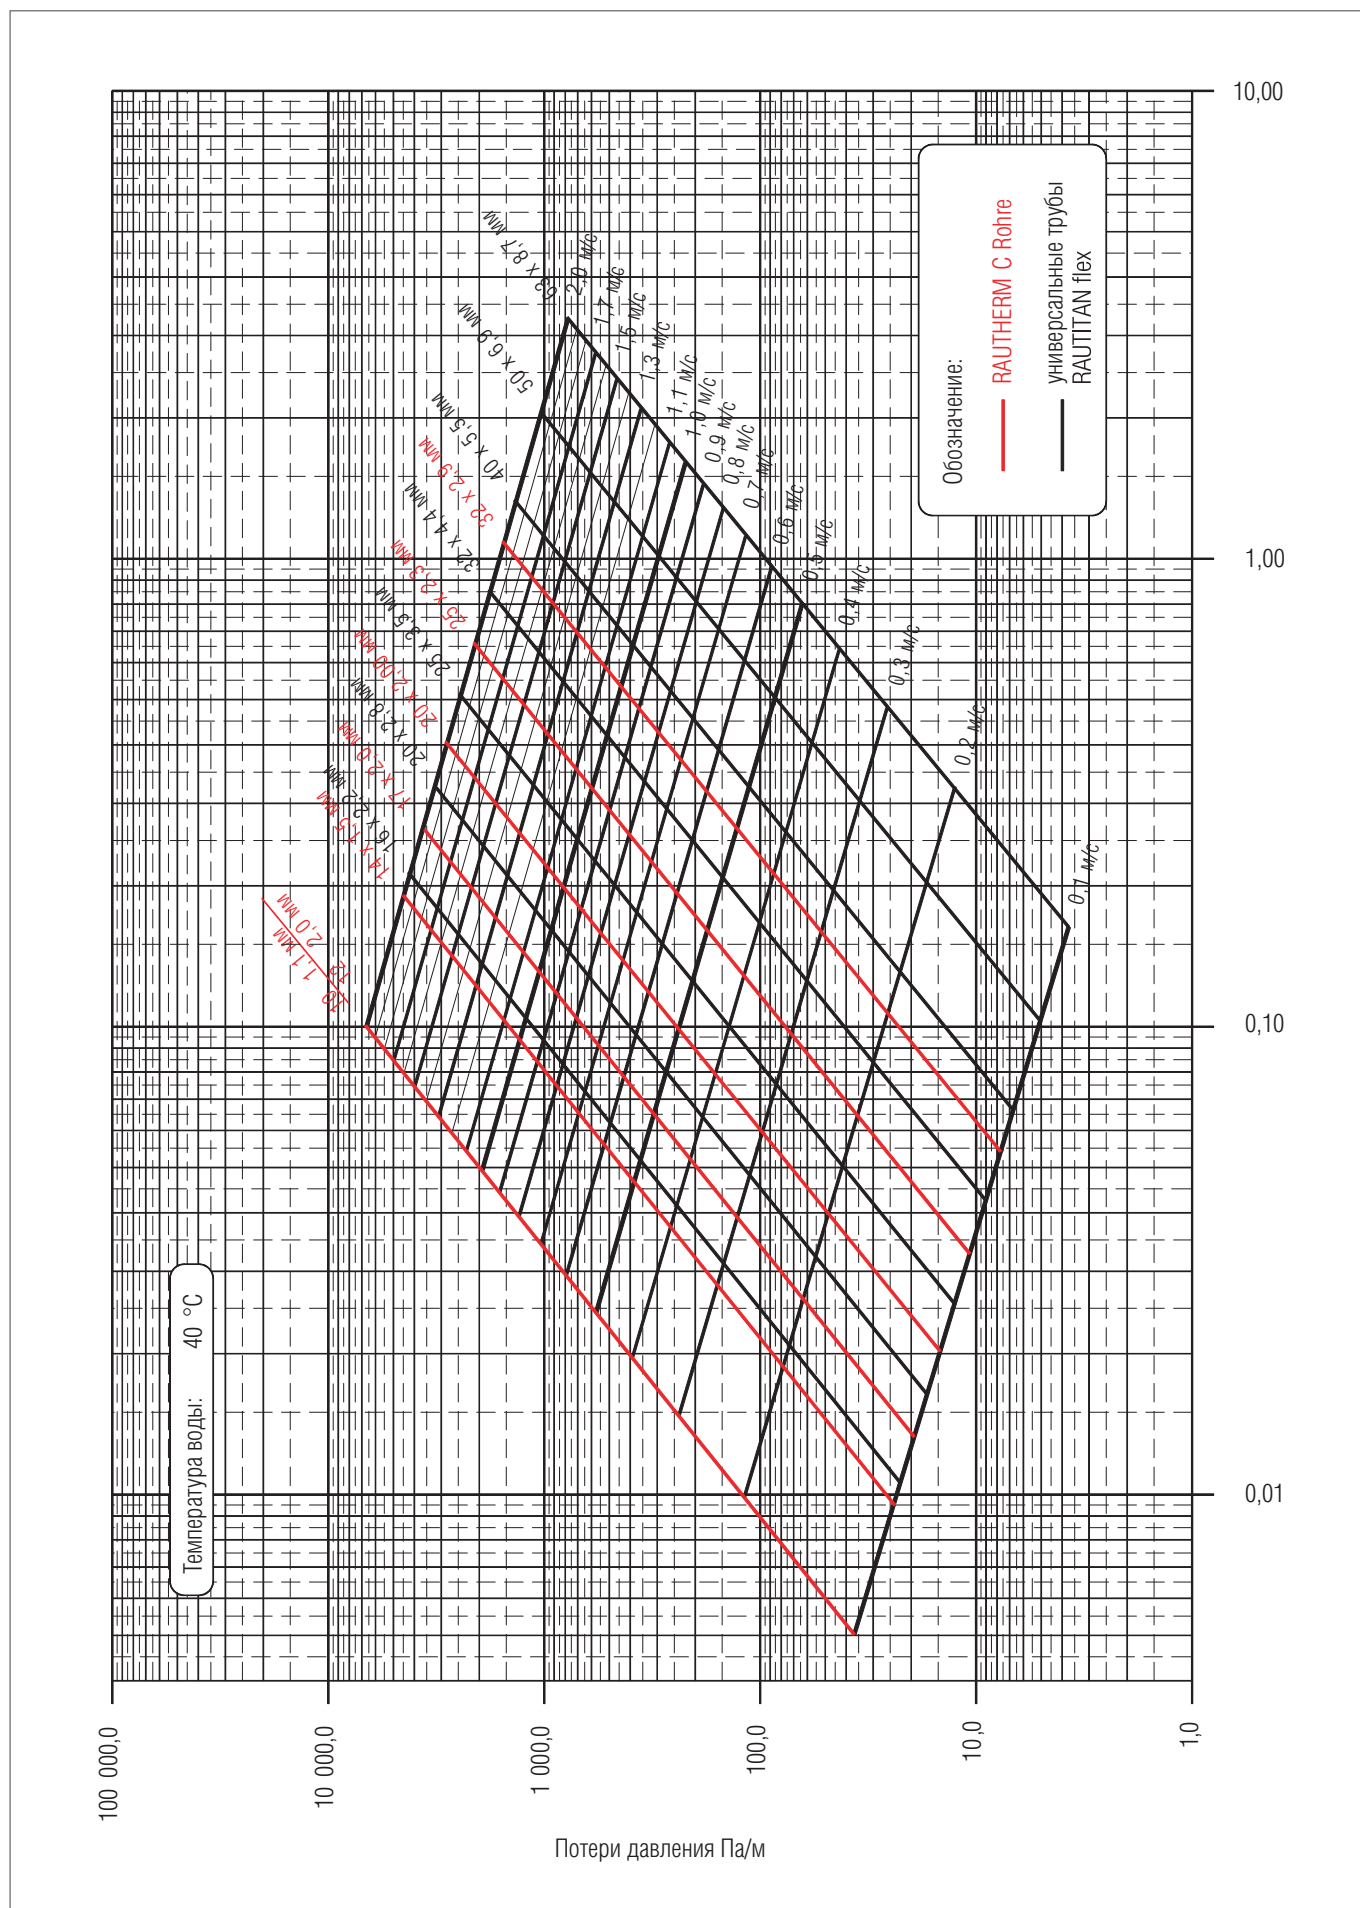 10,00
1,00
0,10
0,01
100 000,0
10 000,0
1 000,0
100,0
10,0
1,0
Потери давления Па/м
Температура воды: 40 °C
Обозначение:
RAUTHERM C Rohre
универсальные трубы
RAUTITAN flex
10 1,1 мм
12 2,0 мм
14 x 1,5 мм
16 x 2,2 мм
17 x 2,0 мм
20 x 2,8 мм
20 x 2,00 мм
25 x 3,5 мм
25 x 2,3 мм
32 x 4,4 мм
32 x 2,9 мм
40 x 5,5 мм
50 x 6,9 мм
63 x 8,7 мм
2,0 м/с
1,7 м/с
1,5 м/с
1,3 м/с
1,1 м/с
1,0 м/с
0,9 м/с
0,8 м/с
0,7 м/с
0,6 м/с
0,5 м/с
0,4 м/с
0,3 м/с
0,2 м/с
0,1 м/с